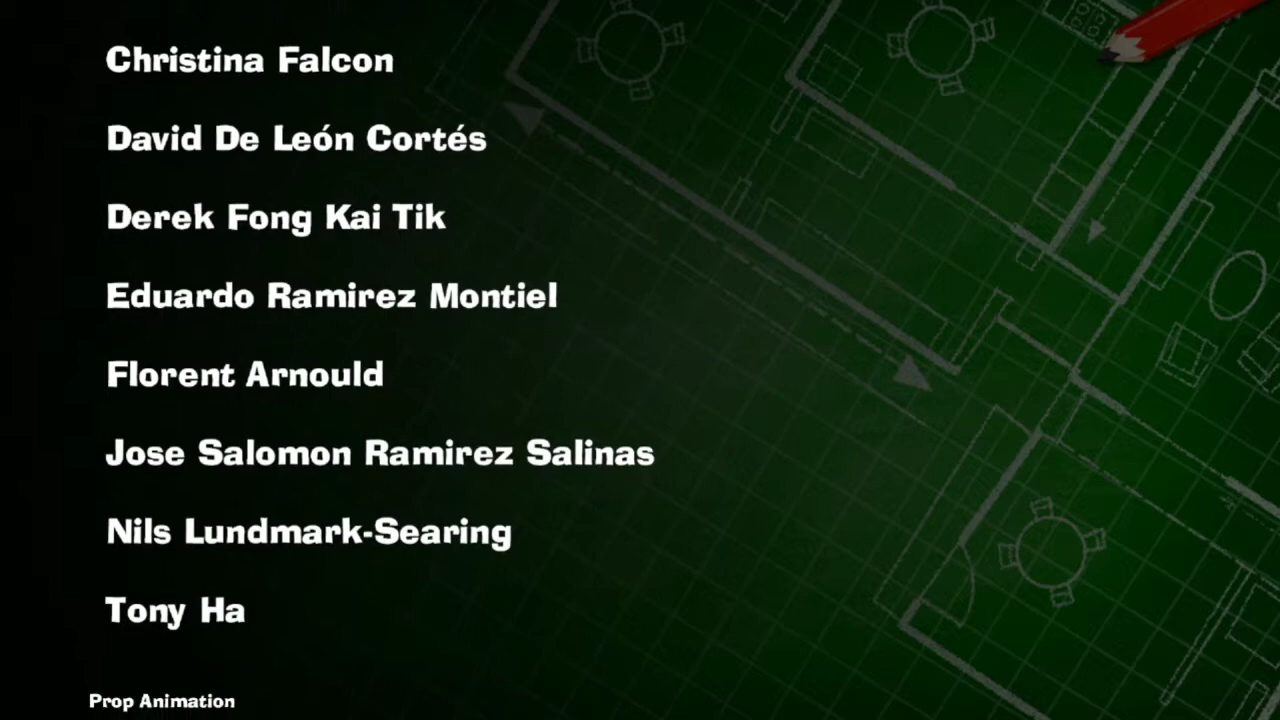 Christina Falcon
David De León Cortés
Derek Fong Kai Tik
Eduardo Ramirez Montiel
Florent Arnould
Jose Salomon Ramirez Salinas
Nils Lundmark-Searing
Tony Ha
Prop Animation